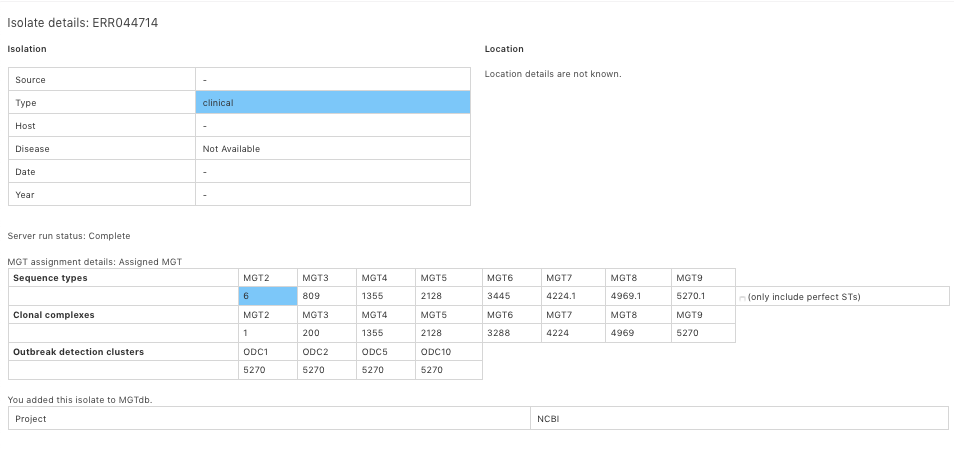 Isolate details: ERR044714
Isolation
Location
Location details are not known.
Source -
Type clinical
Host -
Disease Not Available
Date -
Year -
Server run status: Complete
MGT assignment details: Assigned MGT
Sequence types MGT2 MGT3 MGT4 MGT5 MGT6 MGT7 MGT8 MGT9
6 809 1355 2128 3445 4224.1 4969.1 5270.1 (only include perfect STs)
Clonal complexes MGT2 MGT3 MGT4 MGT5 MGT6 MGT7 MGT8 MGT9
1 200 1355 2128 3288 4224 4969 5270
Outbreak detection clusters ODC1 ODC2 ODC5 ODC10
5270 5270 5270 5270
You added this isolate to MGTdb.
Project NCBI